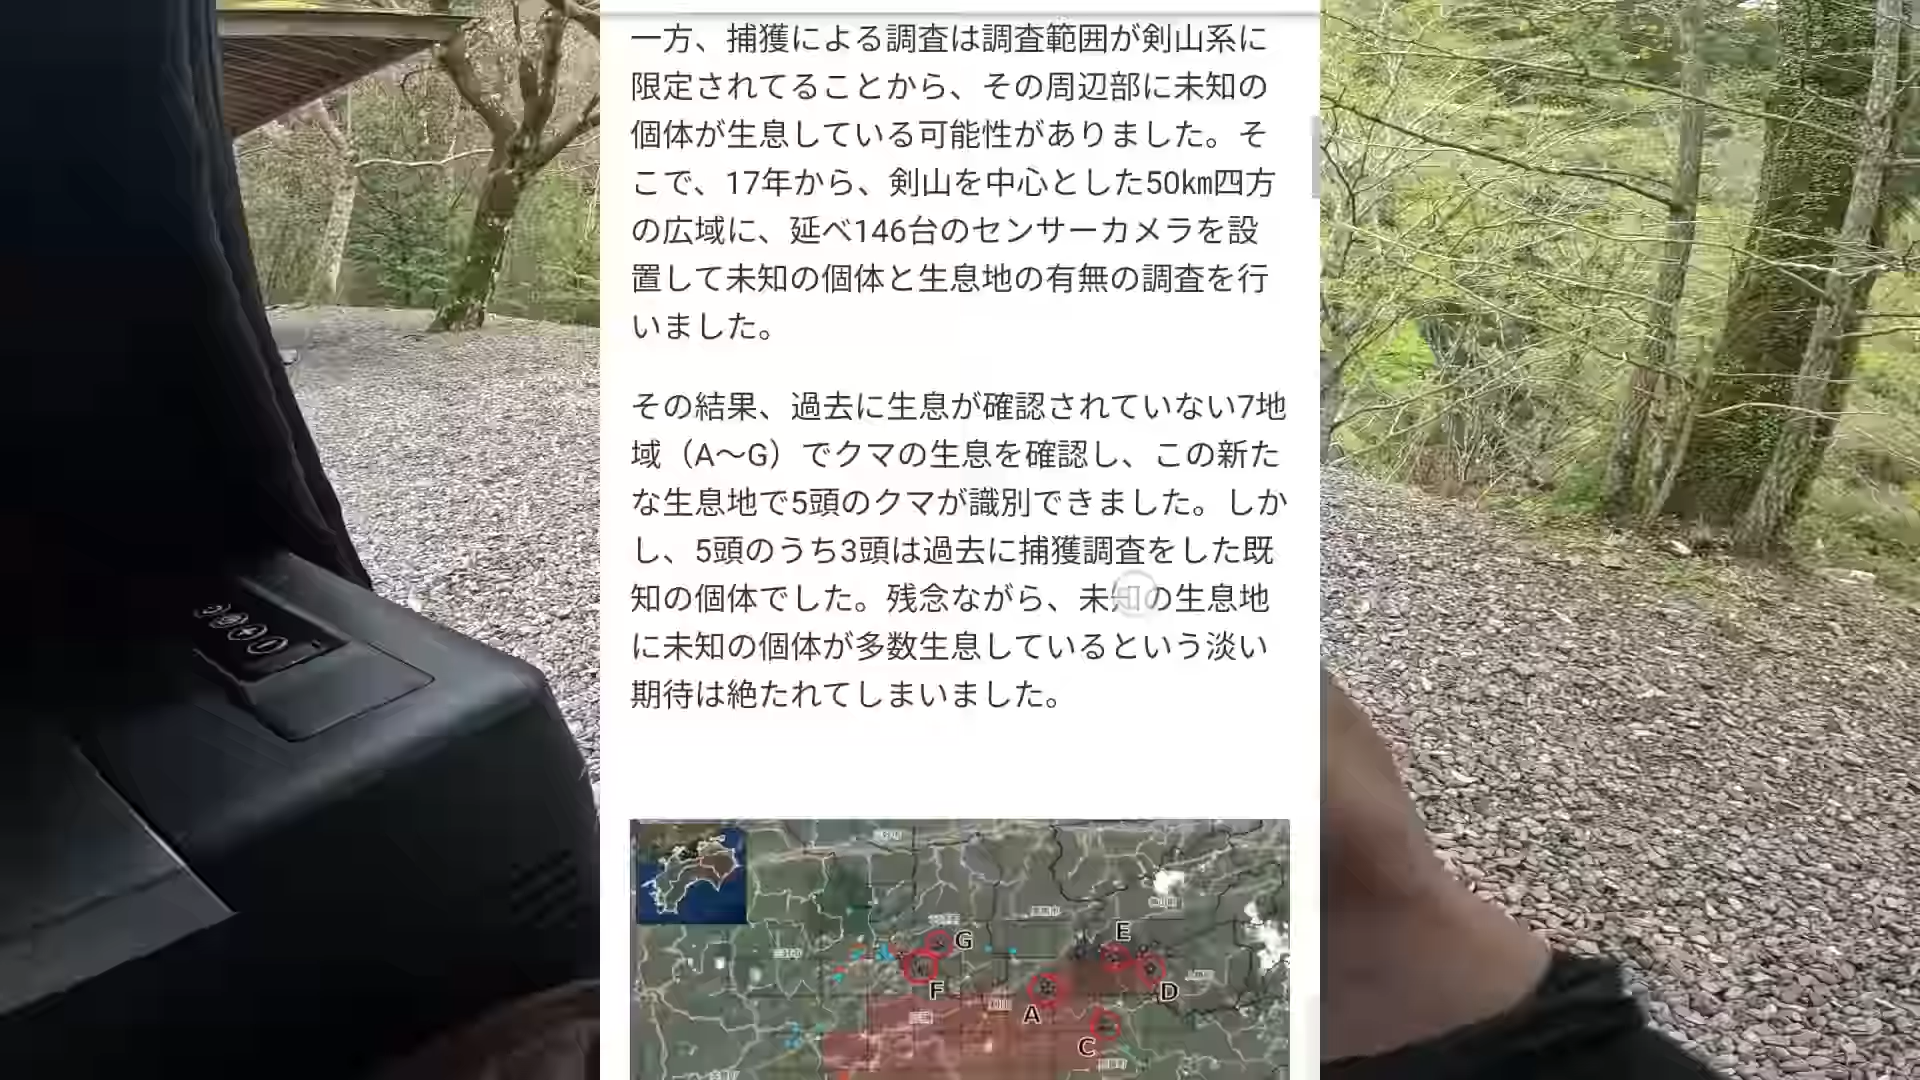 一方、捕獲による調査は調査範囲が剣山系に
限定されてることから、その周辺部に未知の
個体が生息している可能性がありました。そ
こで、17年から、剣山を中心とした50㎞四方
の広域に、延べ146台のセンサーカメラを設
置して未知の個体と生息地の有無の調査を行
いました。
その結果、過去に生息が確認されていない7地
域（A〜G）でクマの生息を確認し、この新た
な生息地で5頭のクマが識別できました。しか
し、5頭のうち3頭は過去に捕獲調査をした既
知の個体でした。残念ながら、未知の生息地
に未知の個体が多数生息しているという淡い
期待は絶たれてしまいました。
E
G
F
D
A
C